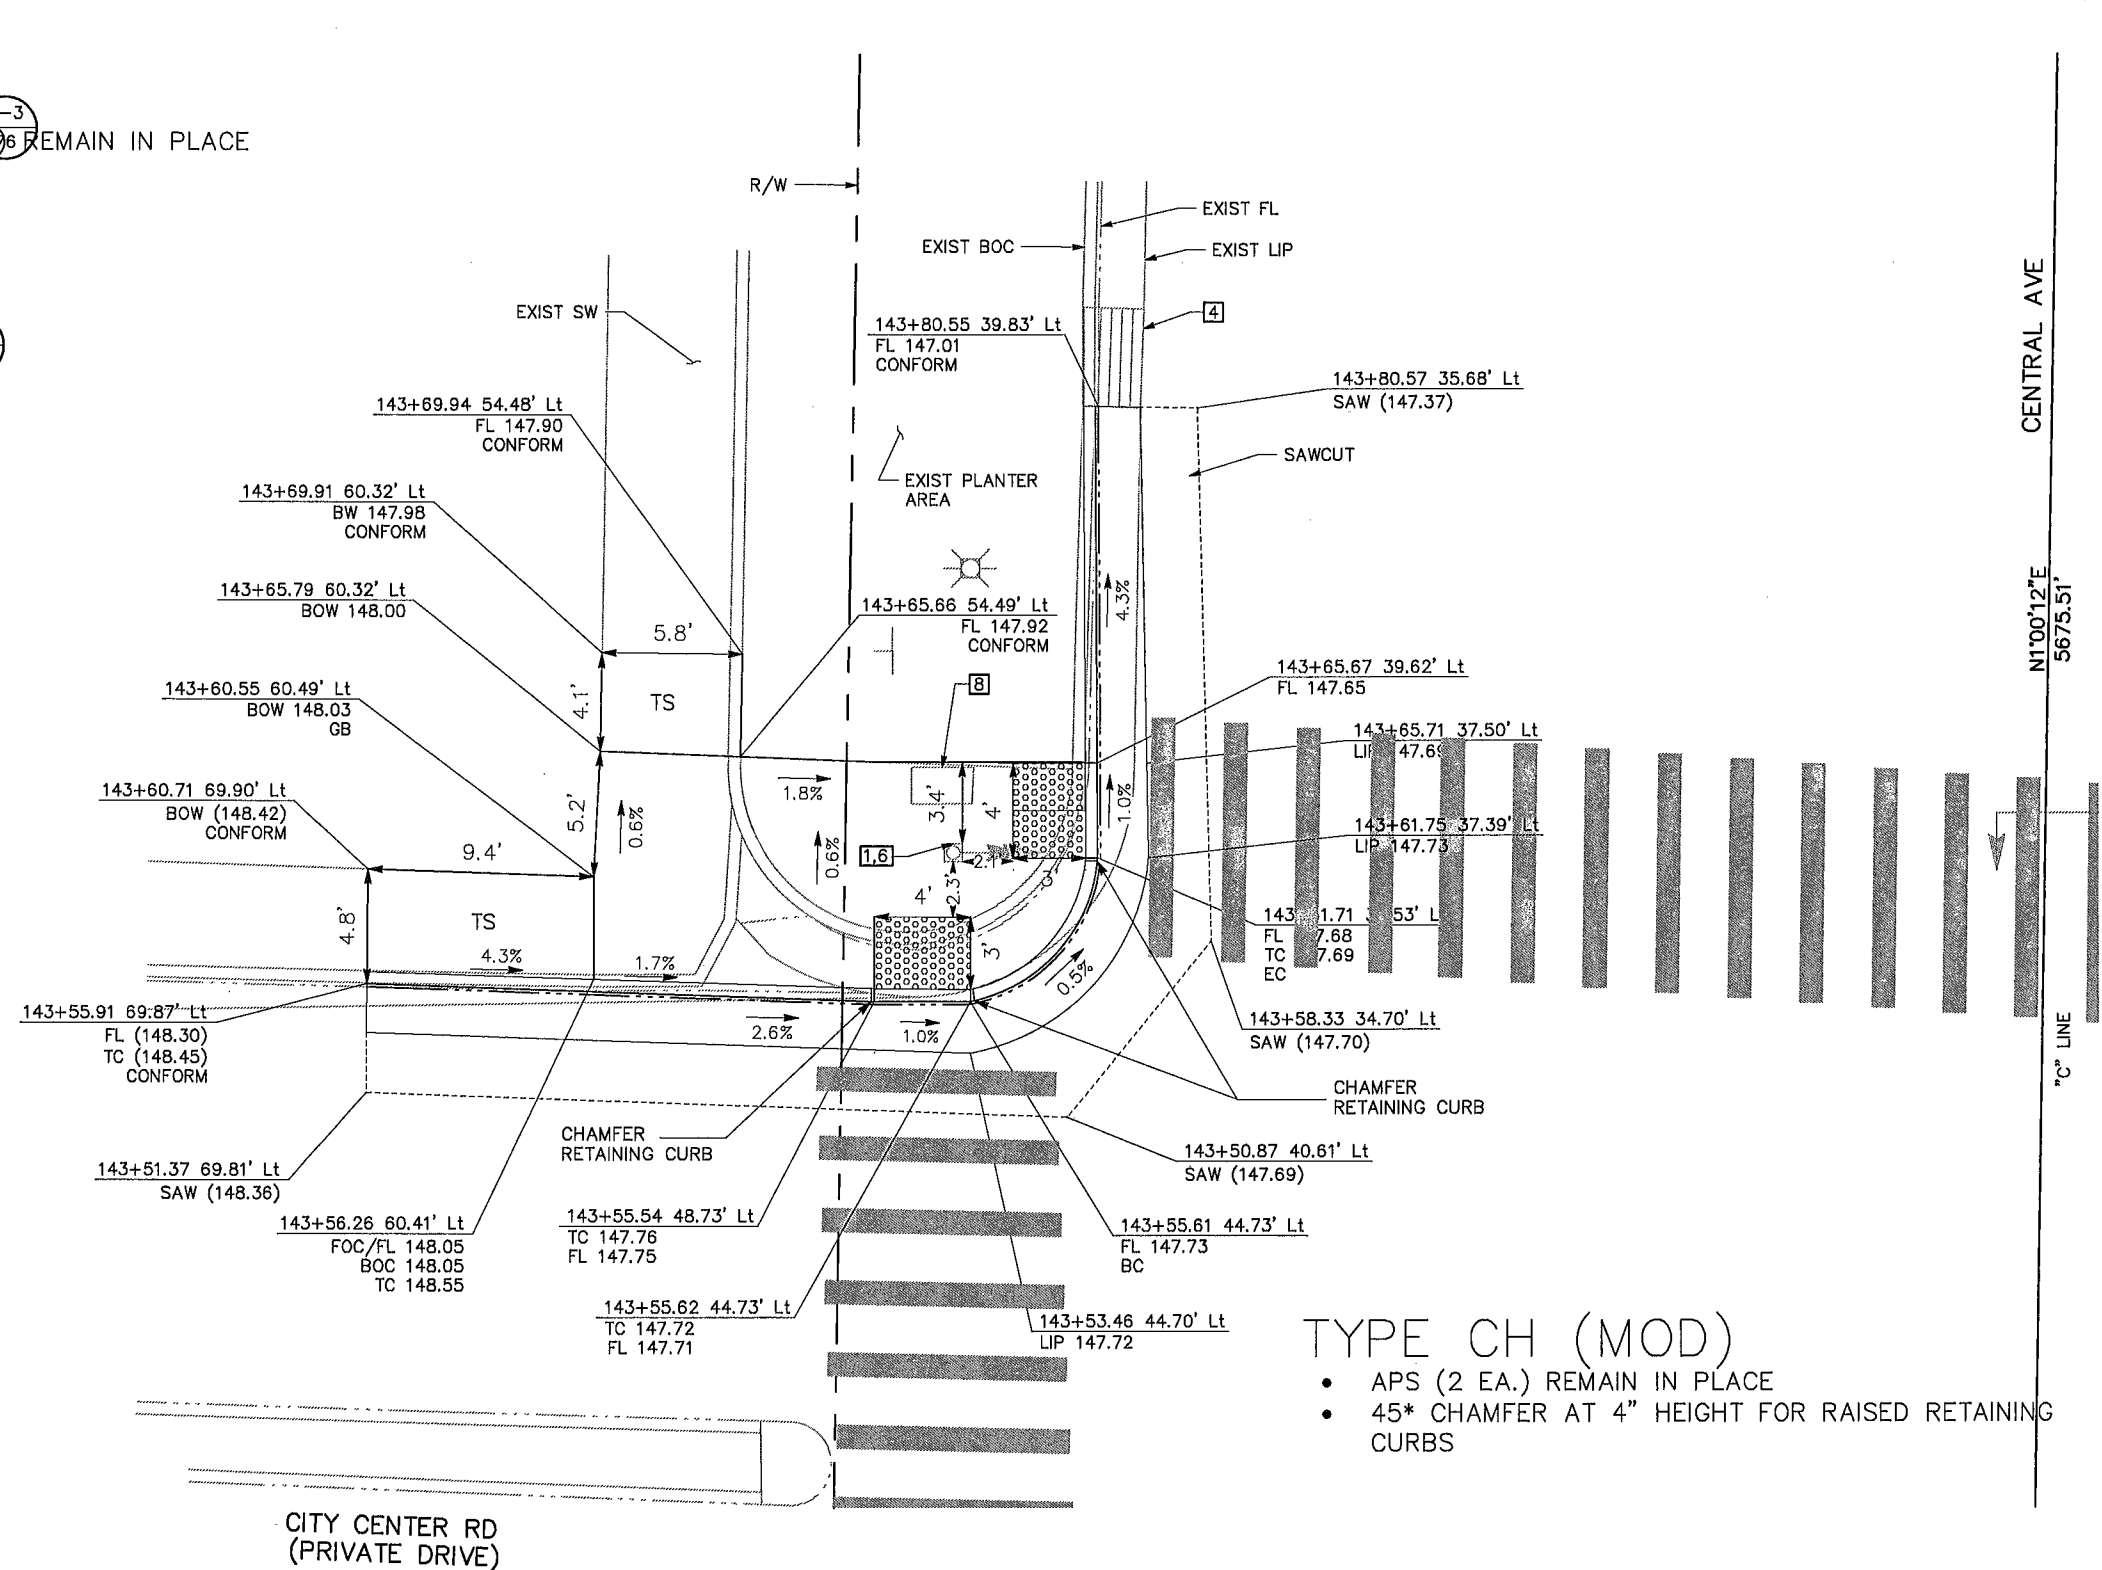 -3
6 REMAIN IN PLACE
R/W
EXIST FL
EXIST BOC
EXIST LIP
EXIST SW
4
143+80.55 39.83' Lt
FL 147.01
CONFORM
143+80.57 35.68' Lt
SAW (147.37)
CENTRAL AVE
143+69.94 54.48' Lt
FL 147.90
CONFORM
SAWCUT
EXIST PLANTER
AREA
143+69.91 60.32' Lt
BW 147.98
CONFORM
143+65.79 60.32' Lt
BOW 148.00
143+65.66 54.49' Lt
FL 147.92
CONFORM
4.3%
N1°00'12"E
5675.51'
5.8'
4.1'
TS
8
143+65.67 39.62' Lt
FL 147.65
143+60.55 60.49' Lt
BOW 148.03
GB
143+65.71 37.50' Lt
143+60.71 69.90' Lt
BOW (148.42)
CONFORM
5.2'
0.6%
1.8%
0.6%
3.4'
4'
1.0%
143+61.75 37.39' Lt
LIP 147.73
9.4'
1,6
2.1'
3'
4.8'
TS
4.3%
1.7%
4'
2.3'
3'
0.5%
FL
TC
EC
143+55.91 69.87' Lt
FL (148.30)
TC (148.45)
CONFORM
2.6%
1.0%
143+58.33 34.70' Lt
SAW (147.70)
"C" LINE
CHAMFER
RETAINING CURB
CHAMFER
RETAINING CURB
143+51.37 69.81' Lt
SAW (148.36)
143+50.87 40.61' Lt
SAW (147.69)
143+56.26 60.41' Lt
FOC/FL 148.05
BOC 148.05
TC 148.55
143+55.54 48.73' Lt
TC 147.76
FL 147.75
143+55.61 44.73' Lt
FL 147.73
BC
143+55.62 44.73' Lt
TC 147.72
FL 147.71
143+53.46 44.70' Lt
LIP 147.72
TYPE CH (MOD)
• APS (2 EA.) REMAIN IN PLACE
• 45* CHAMFER AT 4" HEIGHT FOR RAISED RETAINING
CURBS
CITY CENTER RD
(PRIVATE DRIVE)